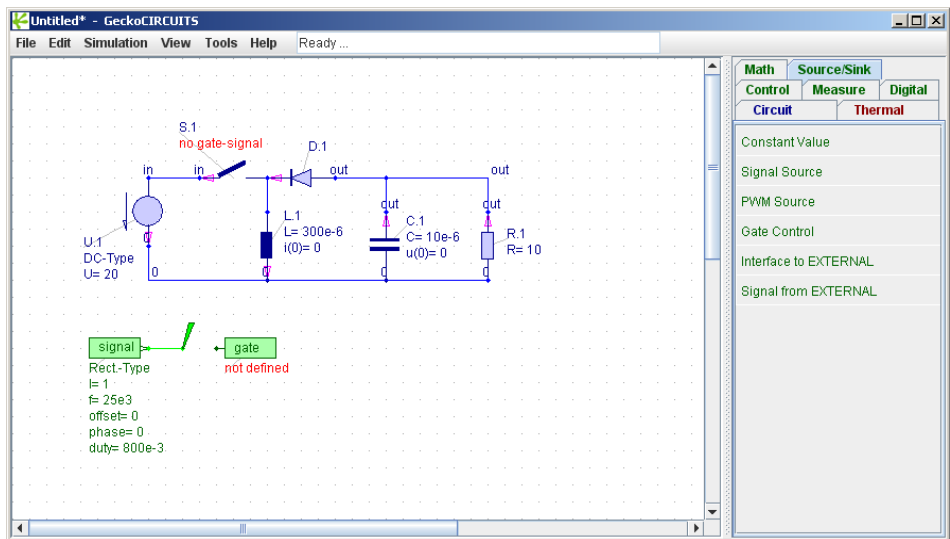 Untitled* - GeckoCIRCUITS
File Edit Simulation View Tools Help Ready ...
Math Source/Sink
Control Measure Digital
Circuit Thermal
Constant Value
Signal Source
PWM Source
Gate Control
Interface to EXTERNAL
Signal from EXTERNAL
S.1
no gate-signal
D.1
in in out out
out out
U.1
DC-Type
U= 20
L.1
L= 300e-6
i(0)= 0
C.1
C= 10e-6
u(0)= 0
R.1
R= 10
0
0 0 0 0
signal
Rect.-Type
I= 1
f= 25e3
offset= 0
phase= 0
duty= 800e-3
gate
not defined